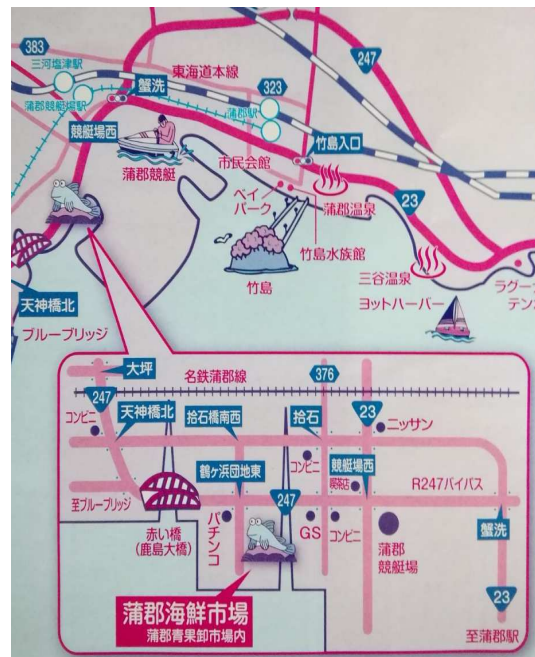 383
三河塩津駅
蒲郡競艇場駅
蟹洗
東海道本線
323
蒲郡駅
247
竹島入口
競艇場西
蒲郡競艇
市民会館
ベイ
パーク
蒲郡温泉
23
竹島水族館
竹島
三谷温泉
ヨットハーバー
ラグーナ
テン
天神橋北
ブルーブリッジ
大坪
名鉄蒲郡線
376
247
コンビニ
天神橋北
拾石橋南西
拾石
23
ニッサン
鶴ヶ浜団地東
コンビニ
競艇場西
R247バイパス
至ブルーブリッジ
247
赤い橋
(鹿島大橋)
パチンコ
GS
コンビニ
蒲郡
競艇場
蟹洗
蒲郡海鮮市場
蒲郡青果卸市場内
23
至蒲郡駅